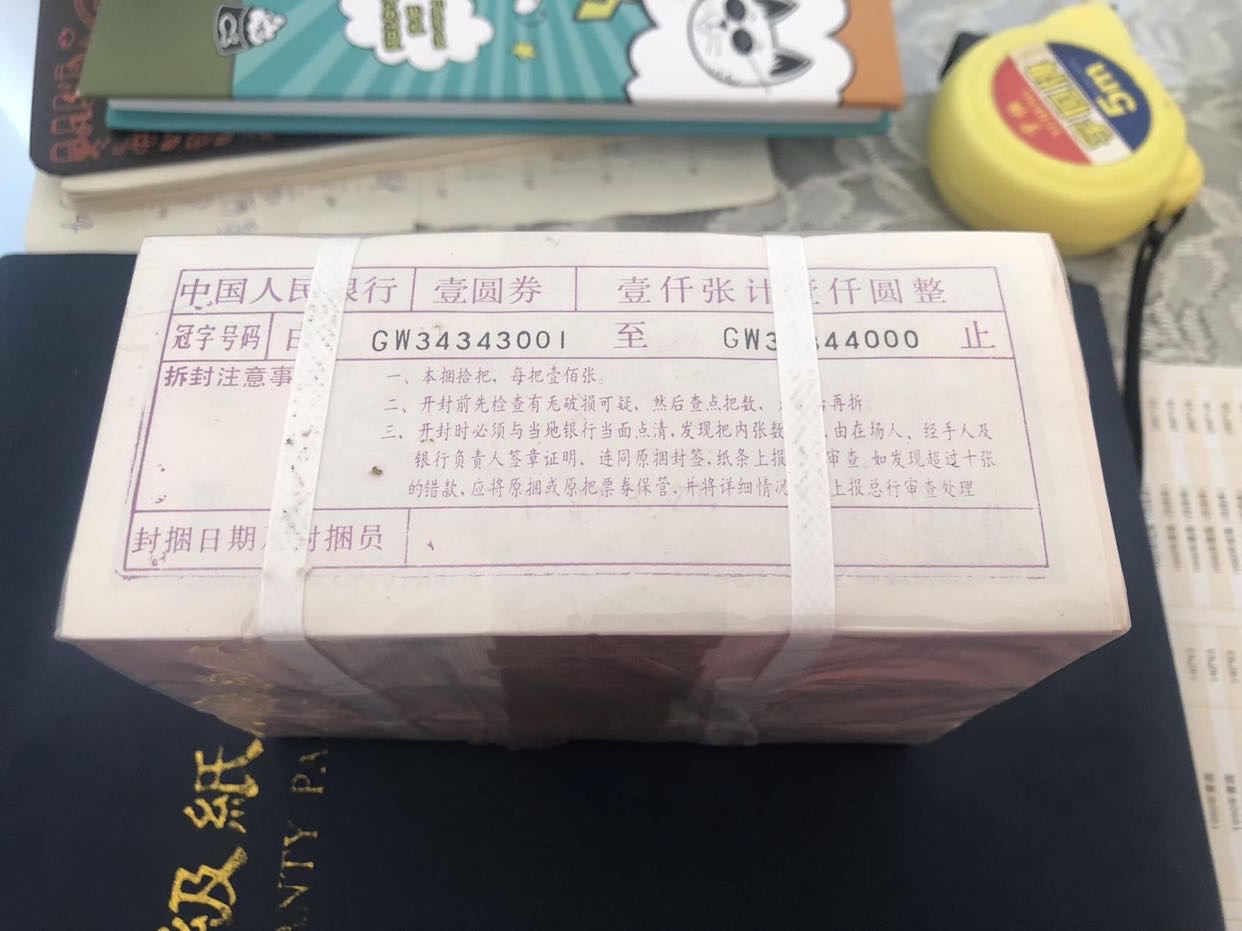 5m
中国人民银行 壹圆券 壹仟张计壹仟圆整
冠字号码 GW34343001 至 GW34344000 止
拆封注意事
一、本捆拾把，每把壹佰张。
二、开封前先检查有无破损可疑，然后查点把数，再拆
三、开封时必须与当地银行当面点清，发现把内张数 由在场人、经手人及
银行负责人签章证明，连同原捆封签，纸条上报 审查。如发现超过十张
的错款，应将原捆或原把票券保管、并将详细情况 上报总行审查处理
封捆日期 封捆员
级纸